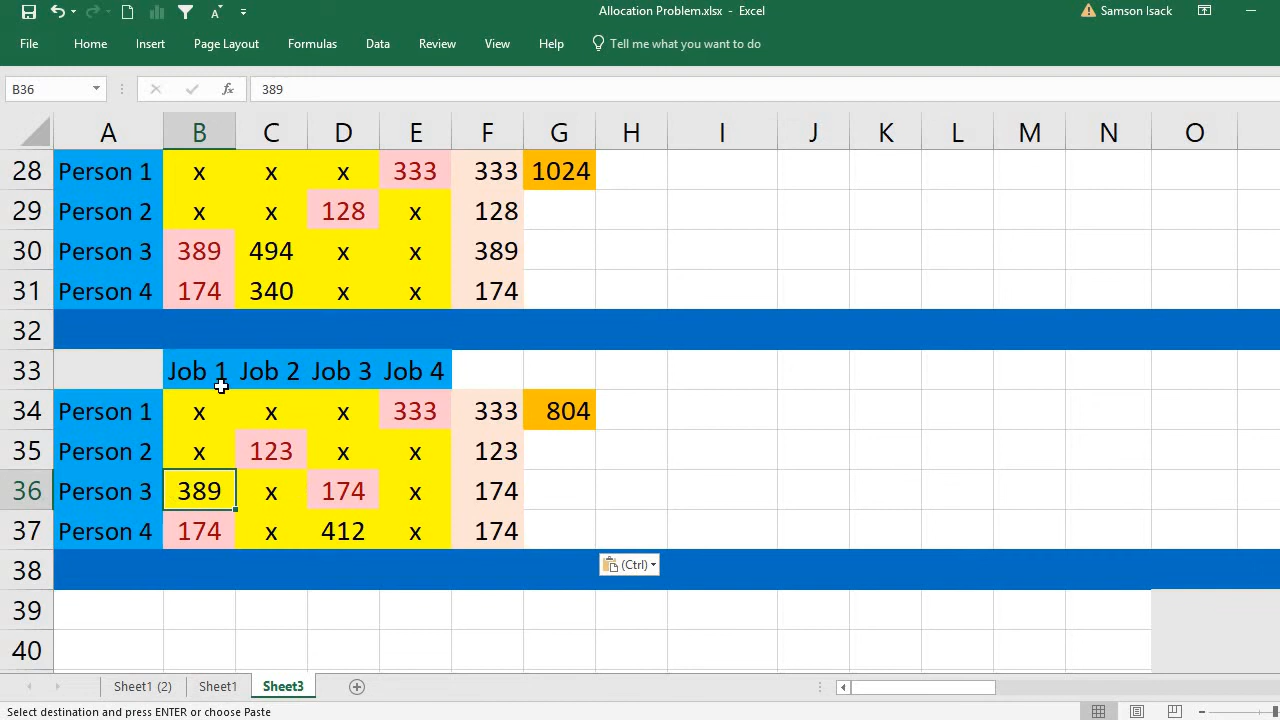 Allocation Problem.xlsx - Excel
Samson Isack
File Home Insert Page Layout Formulas Data Review View Help Tell me what you want to do
B36 fx 389
A B C D E F G H I J K L M N O
28 Person 1 x x x 333 333 1024
29 Person 2 x x 128 x 128
30 Person 3 389 494 x x 389
31 Person 4 174 340 x x 174
32
33 Job 1 Job 2 Job 3 Job 4
34 Person 1 x x x 333 333 804
35 Person 2 x 123 x x 123
36 Person 3 389 x 174 x 174
37 Person 4 174 x 412 x 174
38 (Ctrl)
39
40
Sheet1 (2) Sheet1 Sheet3
Select destination and press ENTER or choose Paste